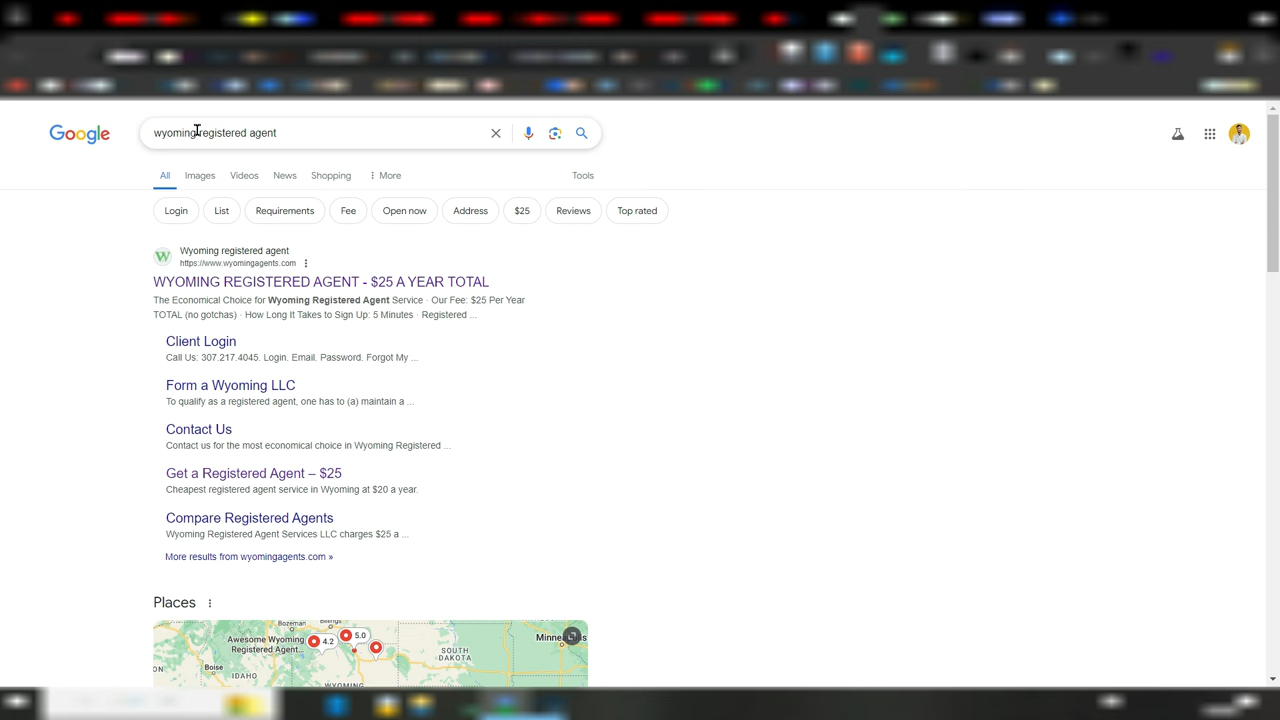 Google
wyoming registered agent
All Images Videos News Shopping More Tools
Login List Requirements Fee Open now Address $25 Reviews Top rated
W
Wyoming registered agent
https://www.wyomingagents.com
WYOMING REGISTERED AGENT - $25 A YEAR TOTAL
The Economical Choice for Wyoming Registered Agent Service · Our Fee: $25 Per Year
TOTAL (no gotchas) · How Long It Takes to Sign Up: 5 Minutes · Registered ...
Client Login
Call Us: 307.217.4045. Login. Email. Password. Forgot My ...
Form a Wyoming LLC
To qualify as a registered agent, one has to (a) maintain a ...
Contact Us
Contact us for the most economical choice in Wyoming Registered ...
Get a Registered Agent – $25
Cheapest registered agent service in Wyoming at $20 a year.
Compare Registered Agents
Wyoming Registered Agent Services LLC charges $25 a ...
More results from wyomingagents.com »
Places
Bozeman
Billings
Awesome Wyoming
Registered Agent...
4.2
5.0
Minneapolis
Boise
SOUTH
DAKOTA
IDAHO
WYOMING